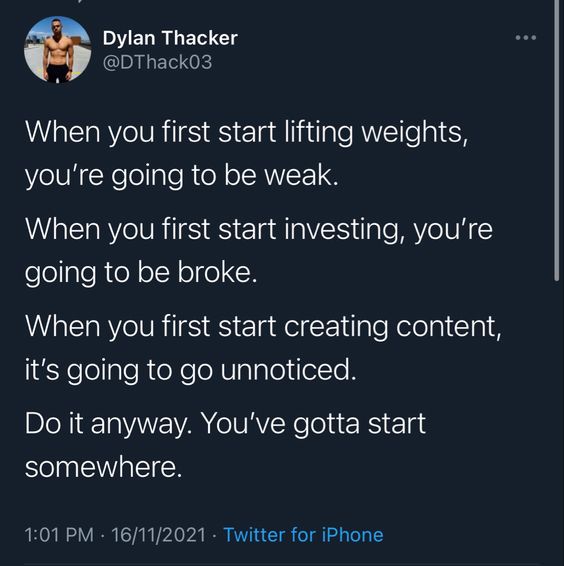 Dylan Thacker
@DThack03
When you first start lifting weights,
you’re going to be weak.
When you first start investing, you’re
going to be broke.
When you first start creating content,
it’s going to go unnoticed.
Do it anyway. You’ve gotta start
somewhere.
1:01 PM · 16/11/2021 · Twitter for iPhone